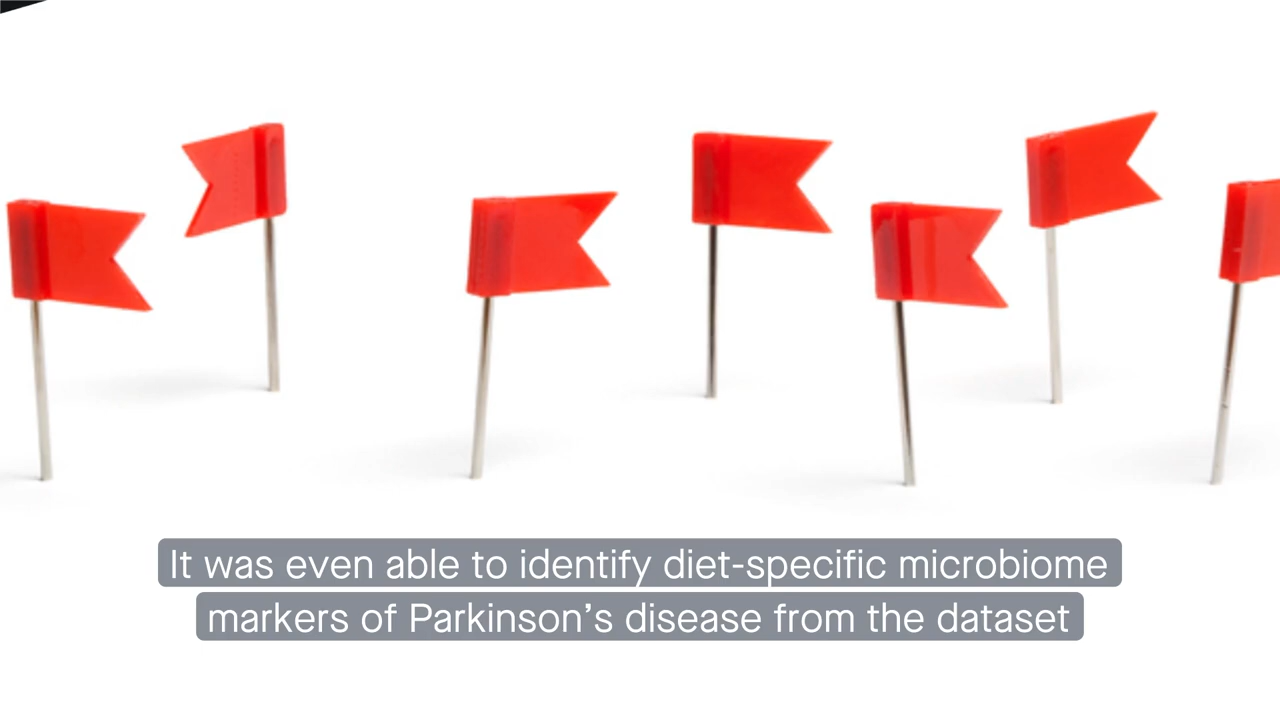 It was even able to identify diet-specific microbiome
markers of Parkinson’s disease from the dataset